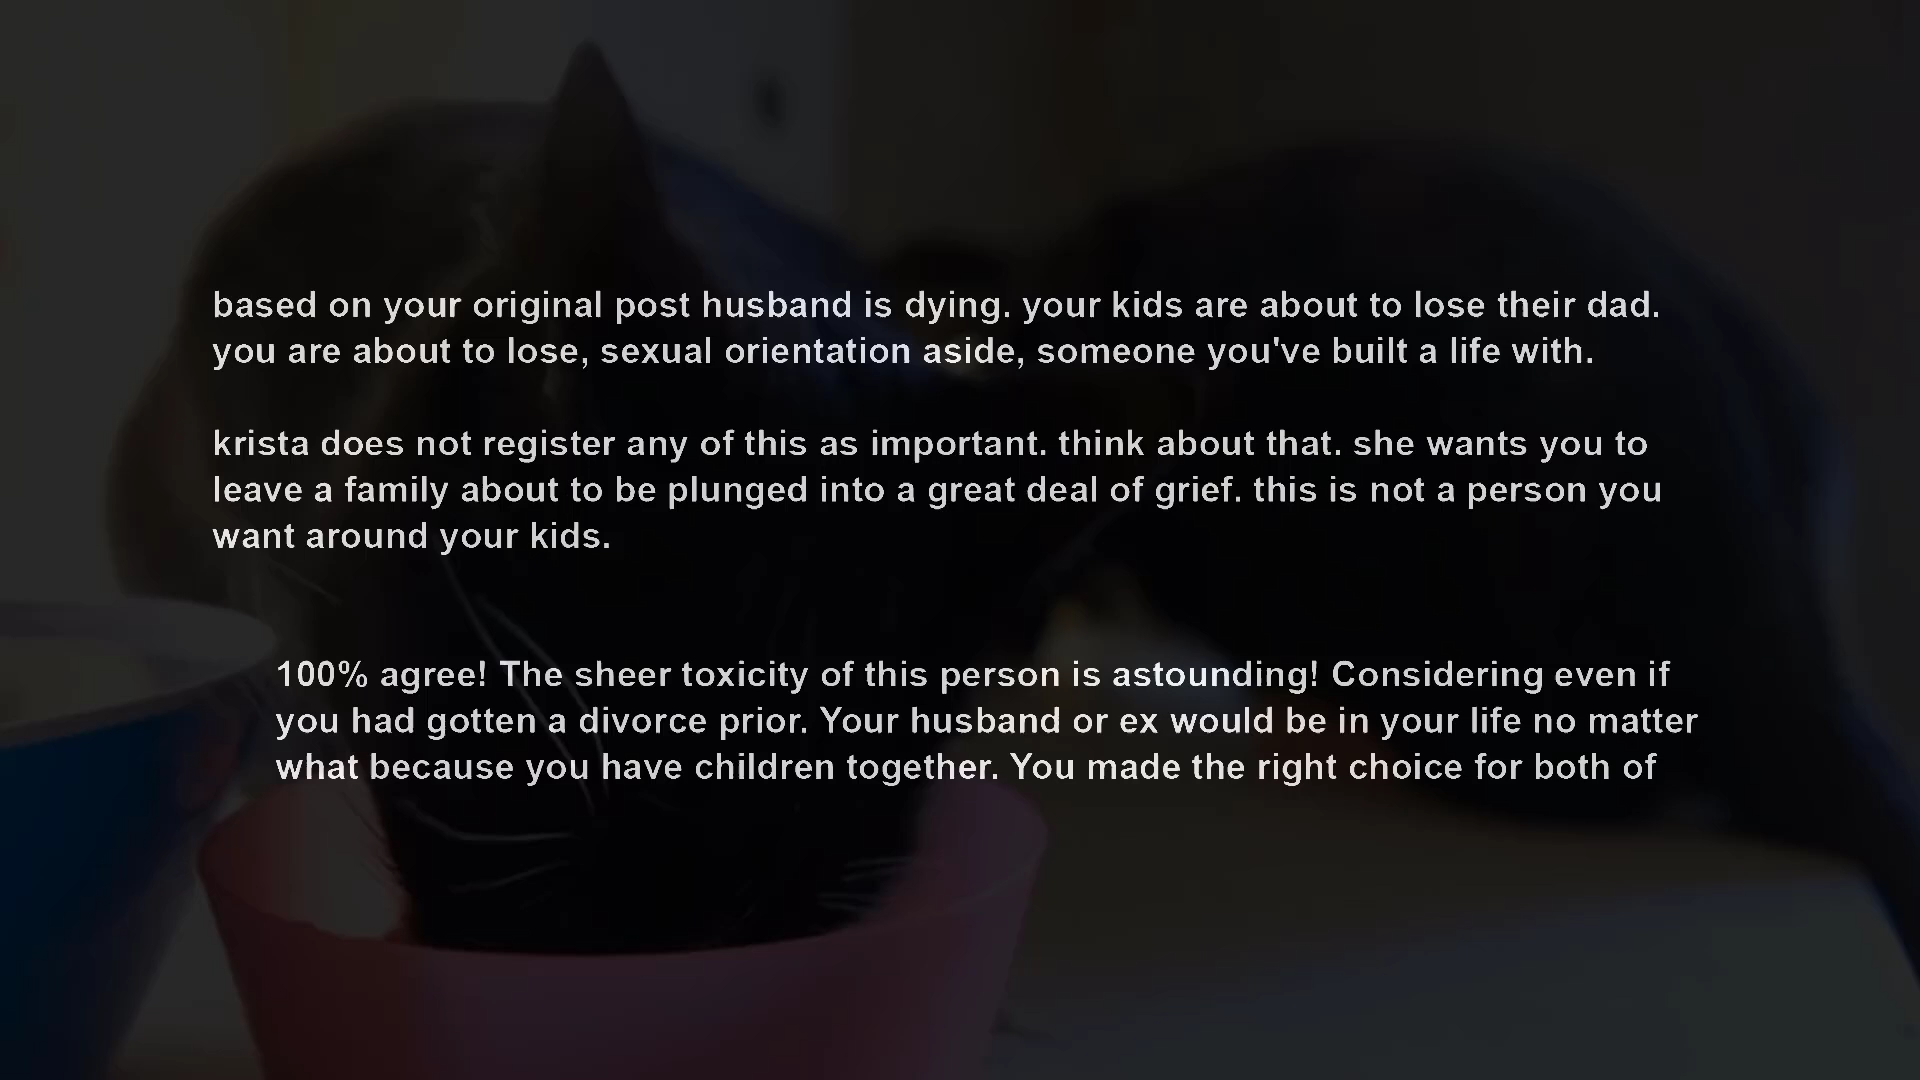 based on your original post husband is dying. your kids are about to lose their dad.
you are about to lose, sexual orientation aside, someone you've built a life with.
krista does not register any of this as important. think about that. she wants you to
leave a family about to be plunged into a great deal of grief. this is not a person you
want around your kids.
100% agree! The sheer toxicity of this person is astounding! Considering even if
you had gotten a divorce prior. Your husband or ex would be in your life no matter
what because you have children together. You made the right choice for both of